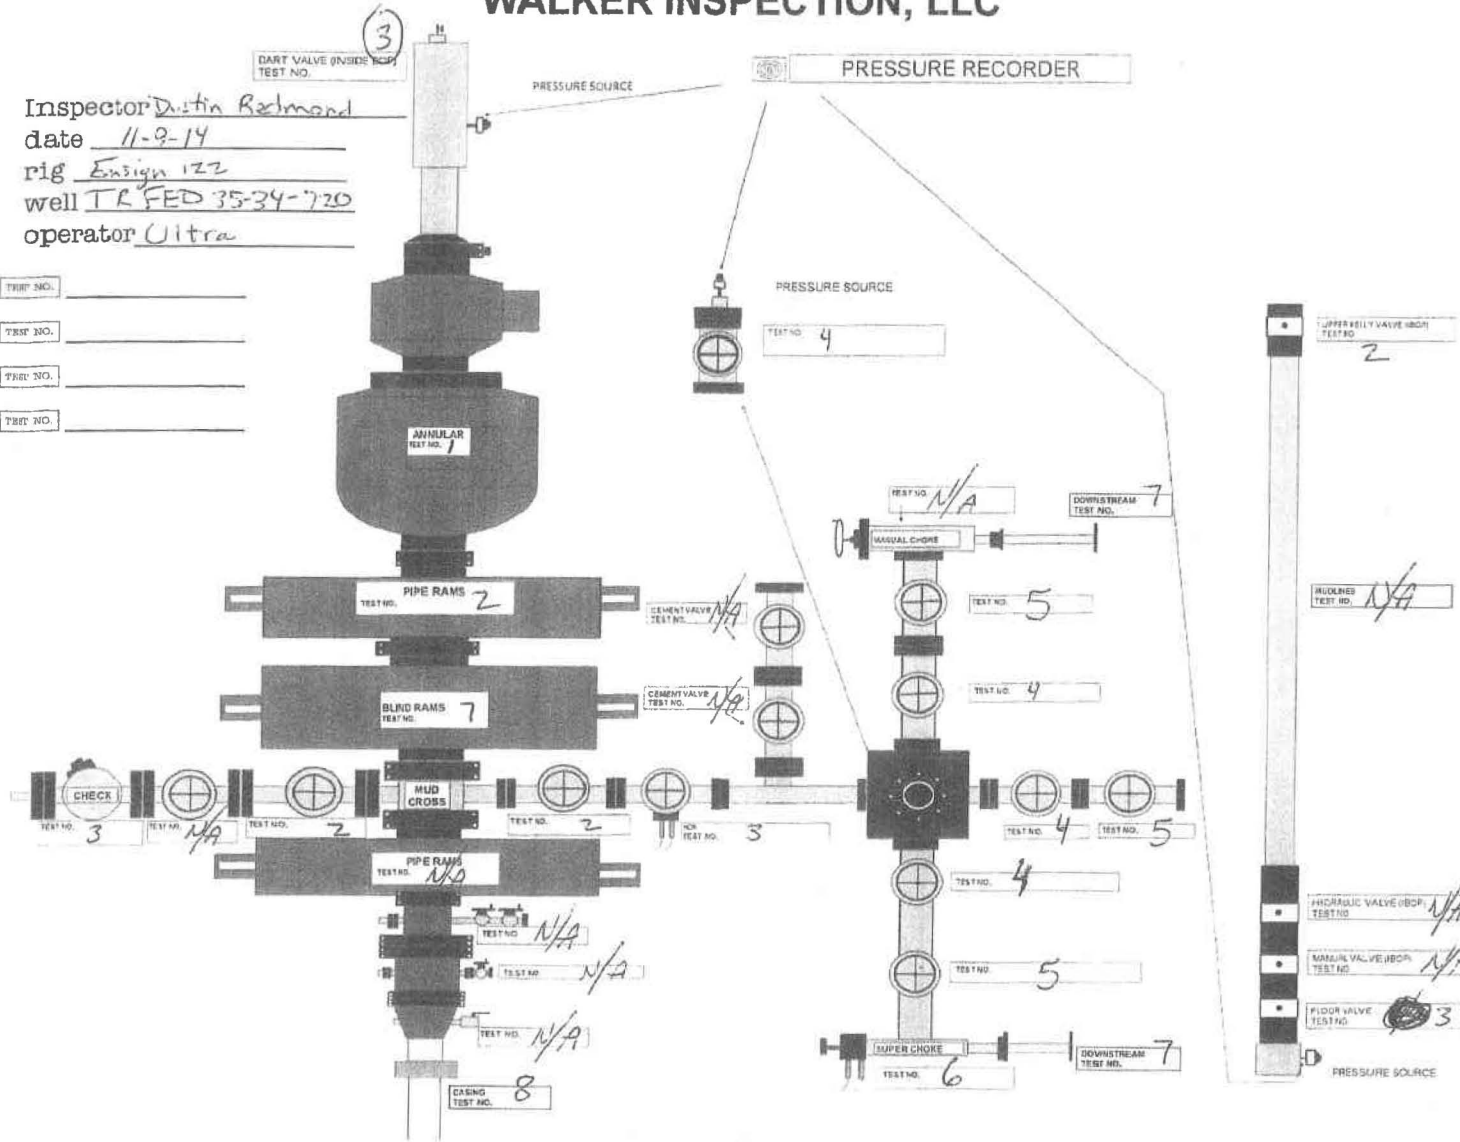 WALKER INSPECTION, LLC
3
DART VALVE (INSIDE BOP)
TEST NO.
PRESSURE SOURCE
PRESSURE RECORDER
Inspector Dustin Redmond
date 11-9-14
rig Ensign 122
well TR FED 35-34-720
operator Ultra
TEST NO.
TEST NO.
TEST NO.
TEST NO.
PRESSURE SOURCE
TEST NO. 4
UPPER KELLY VALVE (IBOP)
TEST NO.
2
ANNULAR
TEST NO. 1
TEST NO. N/A
DOWNSTREAM
TEST NO. 7
MANUAL CHOKE
PIPE RAMS
TEST NO. 2
CEMENT VALVE
TEST NO. N/A
TEST NO. 5
MUDLINES
TEST NO. N/A
BLIND RAMS
TEST NO. 7
CEMENT VALVE
TEST NO. N/A
TEST NO. 4
CHECK
MUD
CROSS
TEST NO. 3
TEST NO. N/A
TEST NO. 2
TEST NO. 2
HCR
TEST NO. 3
TEST NO. 4
TEST NO. 5
PIPE RAMS
TEST NO. N/A
TEST NO. 4
TEST NO. N/A
HYDRAULIC VALVE (IBOP)
TEST NO. N/A
TEST NO. N/A
TEST NO. 5
MANUAL VALVE (IBOP)
TEST NO.
FLOOR VALVE
TEST NO. 3
TEST NO. N/A
SUPER CHOKE
TEST NO. 6
DOWNSTREAM
TEST NO. 7
PRESSURE SOURCE
CASING
TEST NO. 8